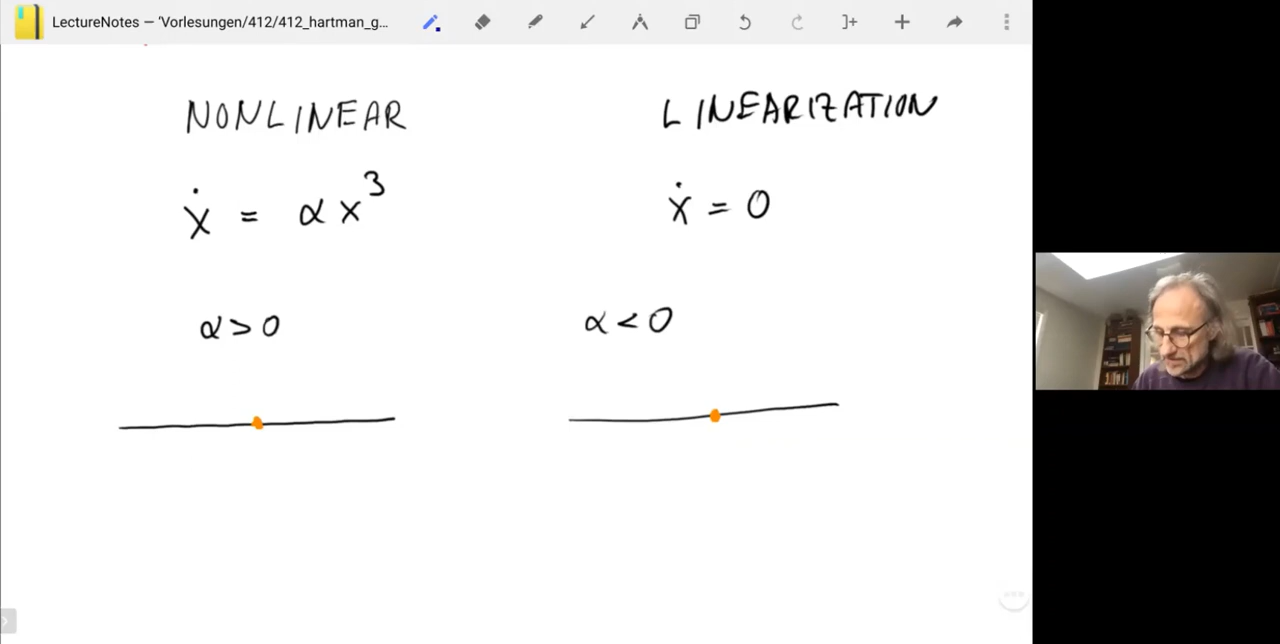 LectureNotes — ‘Vorlesungen/412/412_hartman_g...
NONLINEAR LINEARIZATION
ẋ = αx³ ẋ = 0
α > 0 α < 0